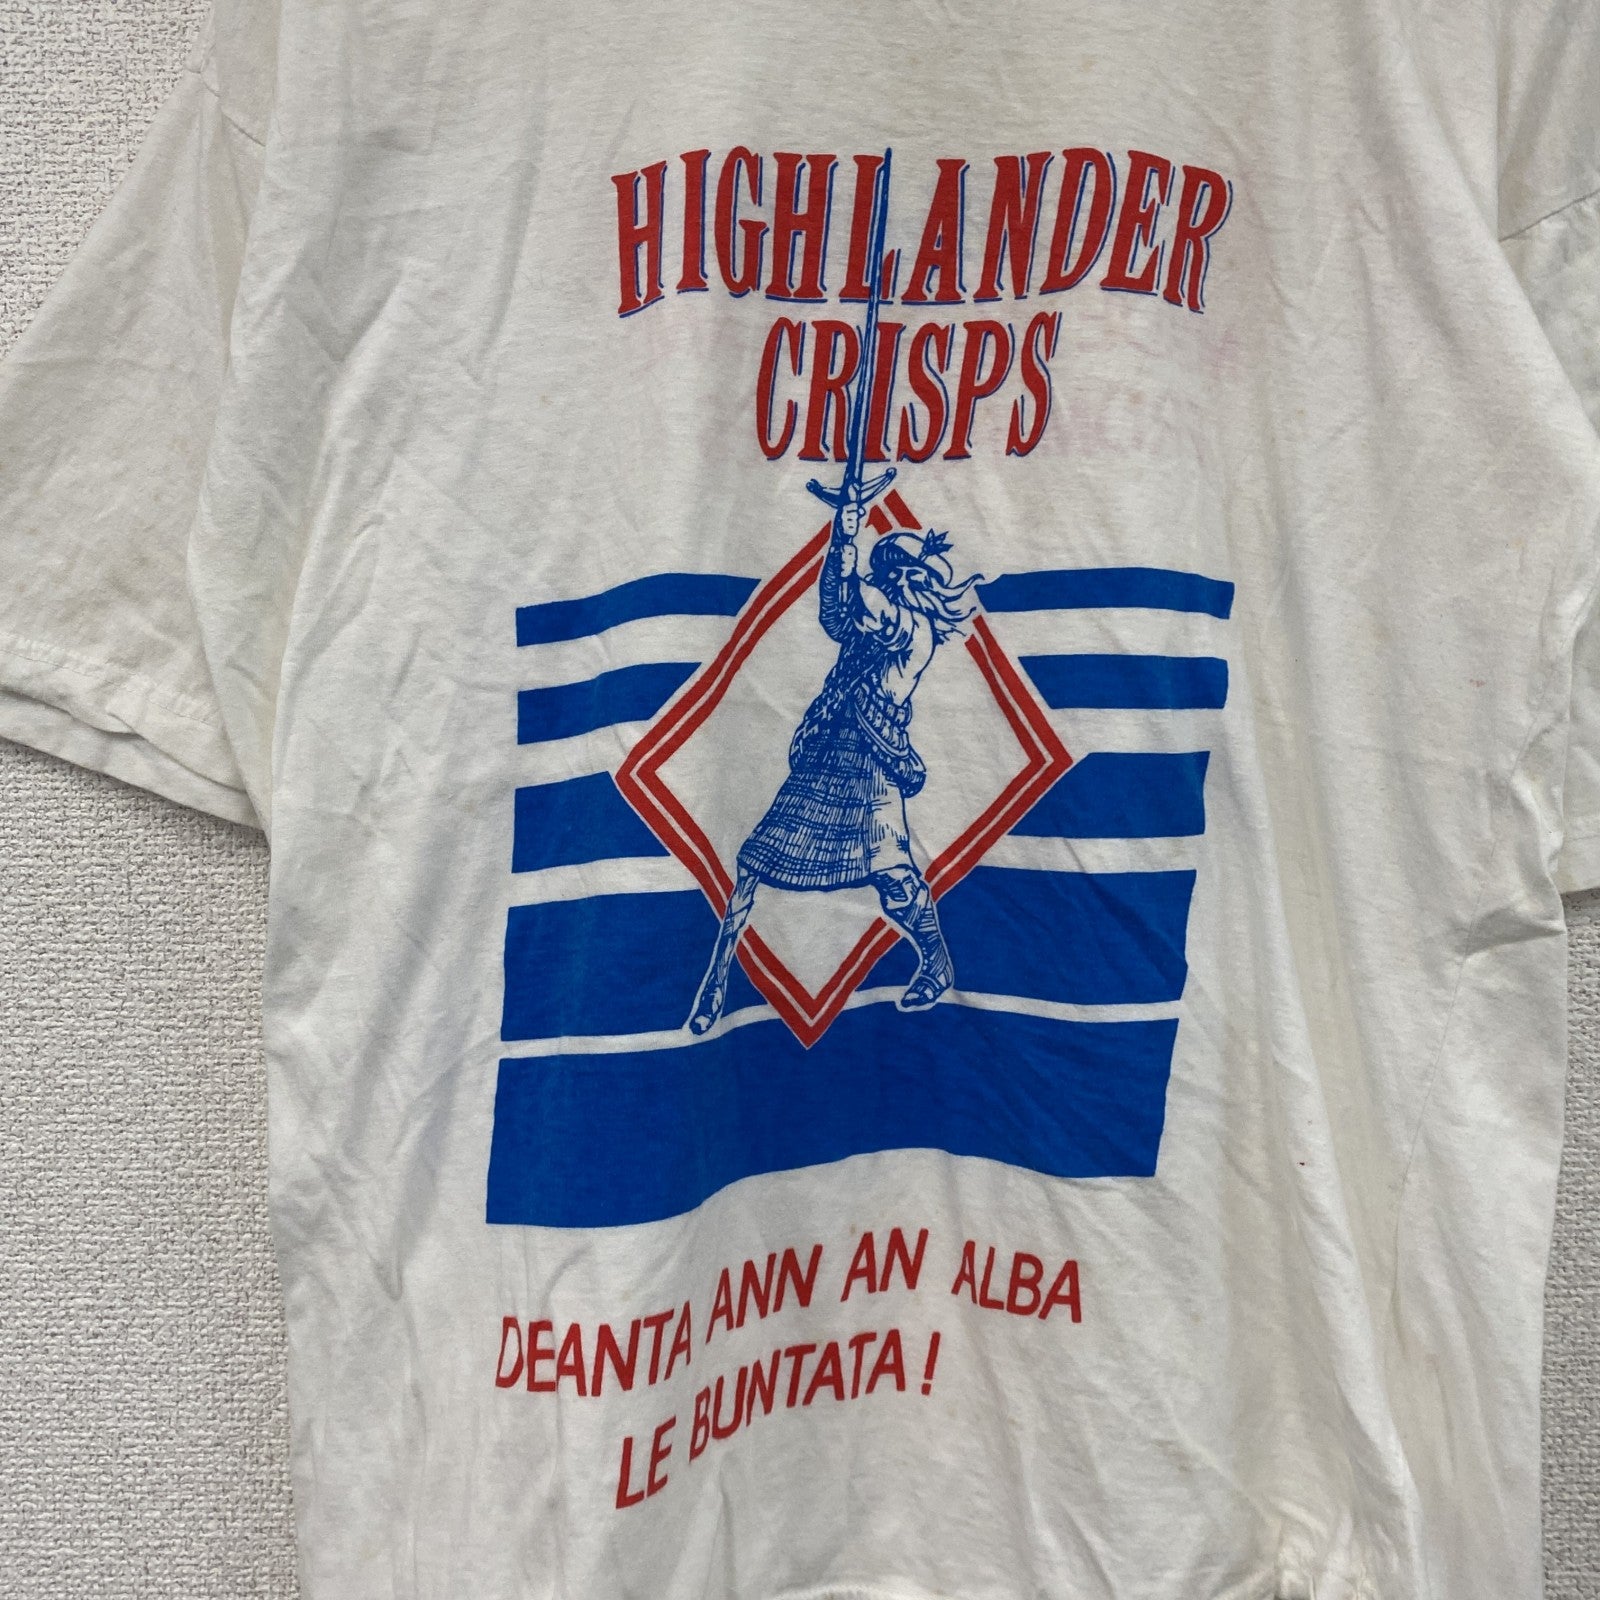 HIGHLANDER
CRISPS
DEANTA ANN AN ALBA
LE BUNTATA!